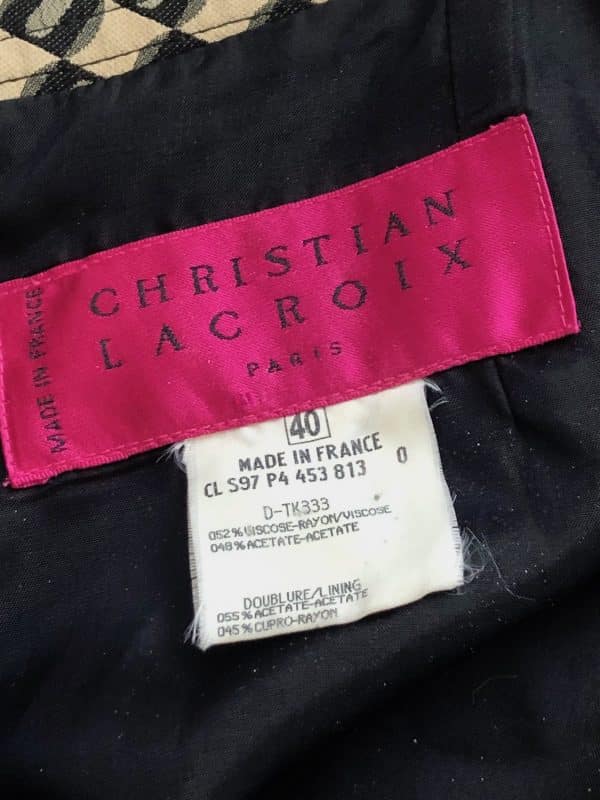 CHRISTIAN
LACROIX
PARIS
MADE IN FRANCE
40
MADE IN FRANCE
CL S97 P4 453 813 0
D-TK333
052% VISCOSE-RAYON/VISCOSE
048% ACETATE-ACETATE
DOUBLURE/LINING
055% ACETATE-ACETATE
045% CUPRO-RAYON